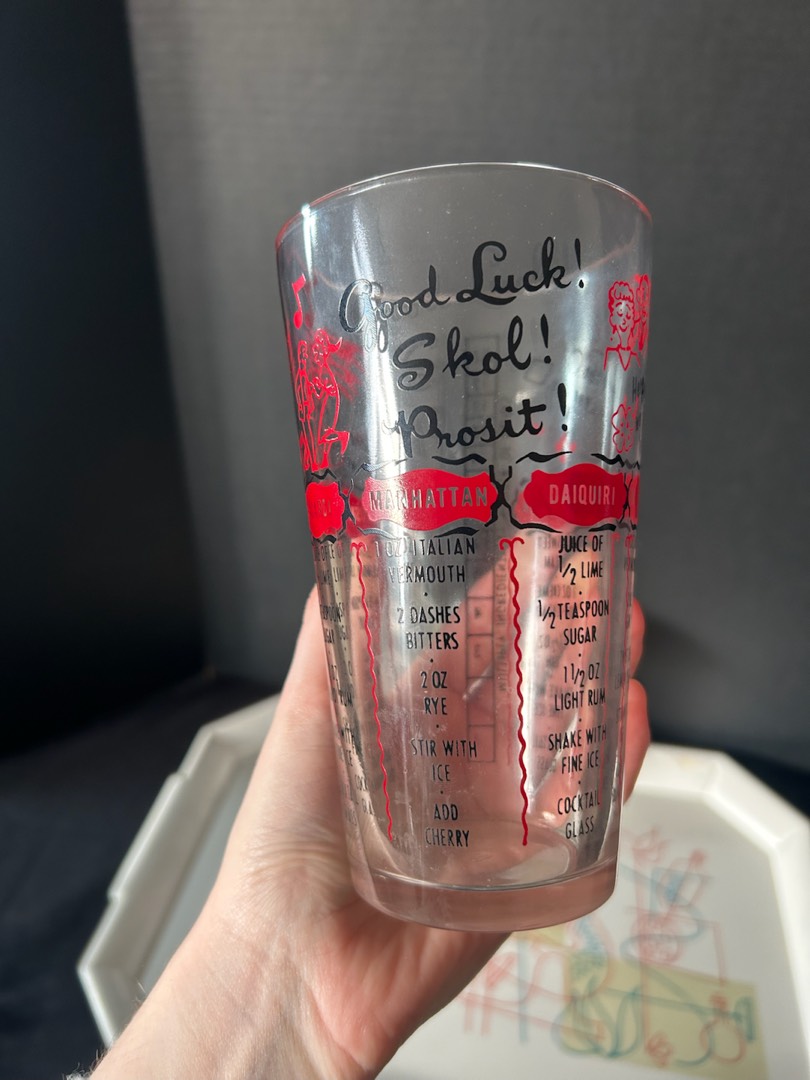 Good Luck!
Skol!
Prosit!
MANHATTAN
1 OZ ITALIAN
VERMOUTH
2 DASHES
BITTERS
2 OZ
RYE
STIR WITH
ICE
ADD
CHERRY
DAIQUIRI
JUICE OF
1/2 LIME
1/2 TEASPOON
SUGAR
1 1/2 OZ
LIGHT RUM
SHAKE WITH
FINE ICE
COCKTAIL
GLASS